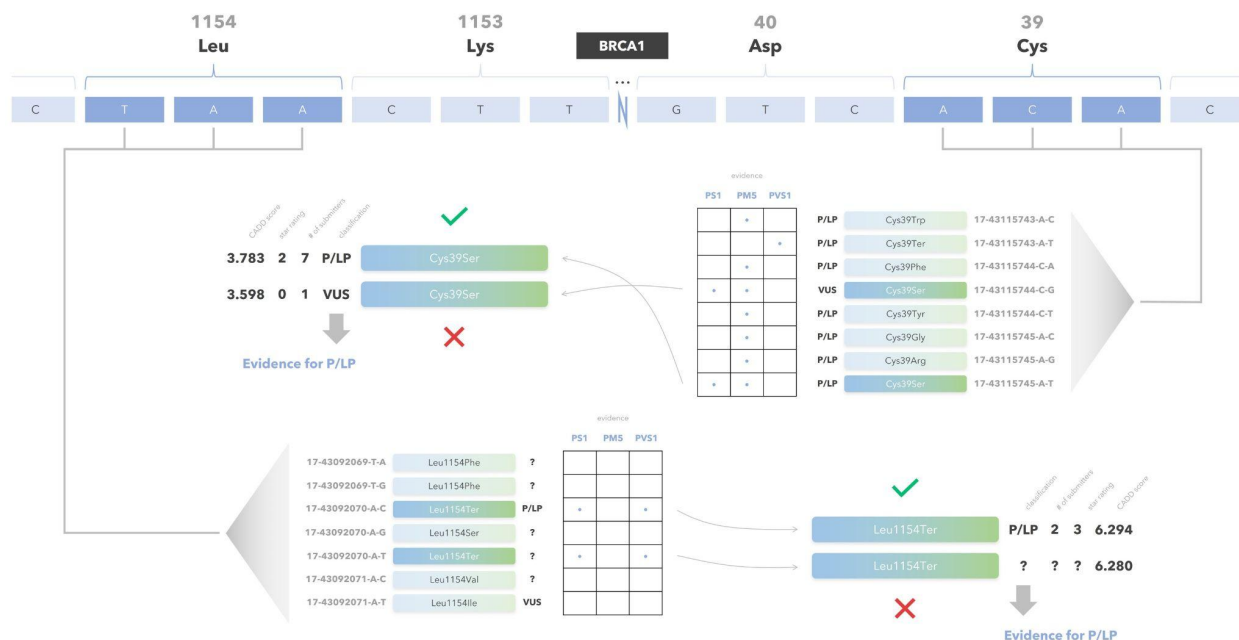 1154 1153 40 39
Leu Lys BRCA1 Asp Cys
...
C T A A C T T N G T C A C A C
evidence
PS1 PM5 PVS1
CADD score star rating # of submitters classification
3.783 2 7 P/LP Cys39Ser
3.598 0 1 VUS Cys39Ser
Evidence for P/LP
P/LP Cys39Trp 17-43115743-A-C
P/LP Cys39Ter 17-43115743-A-T
P/LP Cys39Phe 17-43115744-C-A
VUS Cys39Ser 17-43115744-C-G
P/LP Cys39Tyr 17-43115744-C-T
P/LP Cys39Gly 17-43115745-A-C
P/LP Cys39Arg 17-43115745-A-G
P/LP Cys39Ser 17-43115745-A-T
evidence
PS1 PM5 PVS1
17-43092069-T-A Leu1154Phe ?
17-43092069-T-G Leu1154Phe ?
17-43092070-A-C Leu1154Ter P/LP
17-43092070-A-G Leu1154Ser ?
17-43092070-A-T Leu1154Ter ?
17-43092071-A-C Leu1154Val ?
17-43092071-A-T Leu1154Ile VUS
classification # of submitters star rating CADD score
Leu1154Ter P/LP 2 3 6.294
Leu1154Ter ? ? ? 6.280
Evidence for P/LP